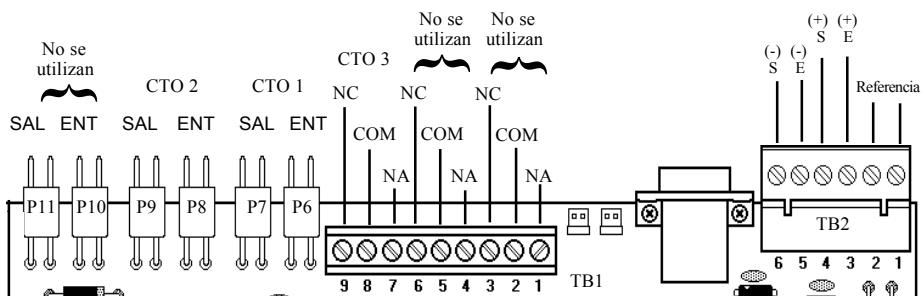 No se utilizan
No se utilizan
No se utilizan
CTO 2
CTO 1
CTO 3
(-) S
(-) E
(+) S
(+) E
Referencia
SAL ENT SAL ENT SAL ENT
NC NC NC
COM COM COM
NA NA NA
P11 P10 P9 P8 P7 P6
TB2
9 8 7 6 5 4 3 2 1
TB1
6 5 4 3 2 1